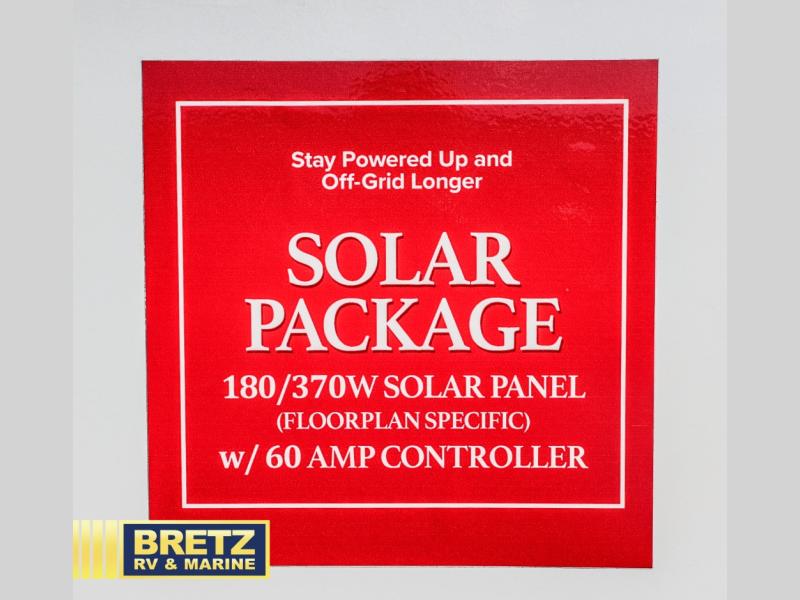 Stay Powered Up and
Off-Grid Longer
SOLAR
PACKAGE
180/370W SOLAR PANEL
(FLOORPLAN SPECIFIC)
w/ 60 AMP CONTROLLER
BRETZ
RV & MARINE